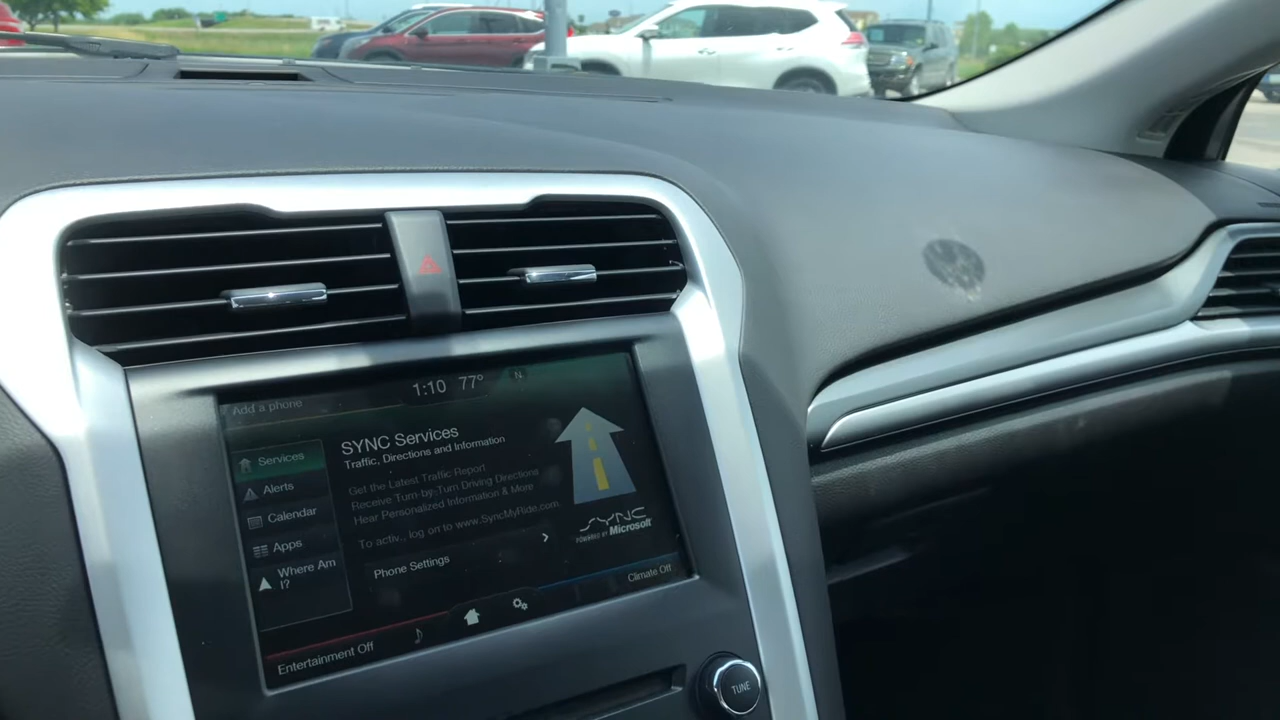 1:10 77° N
Add a phone
Services
Alerts
Calendar
Apps
Where Am
I?
SYNC Services
Traffic, Directions and Information
Get the Latest Traffic Report
Receive Turn-by-Turn Driving Directions
Hear Personalized Information & More
To activ., log on to www.SyncMyRide.com.
Phone Settings
SYNC
POWERED BY Microsoft
Entertainment Off
Climate Off
TUNE